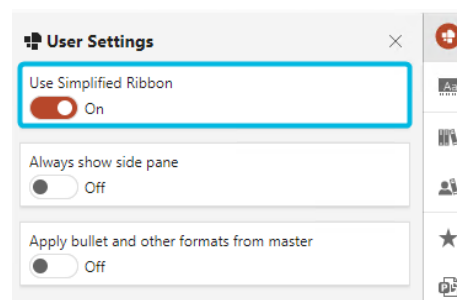 User Settings
Use Simplified Ribbon
On
Always show side pane
Off
Apply bullet and other formats from master
Off